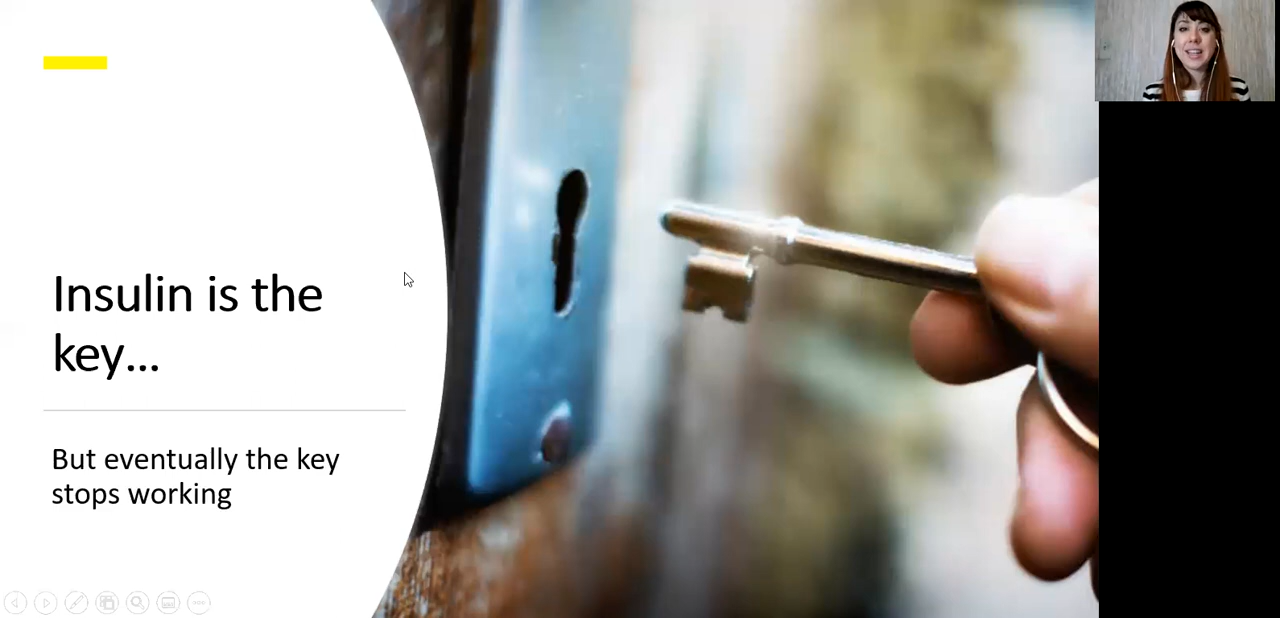 Insulin is the
key...
But eventually the key
stops working